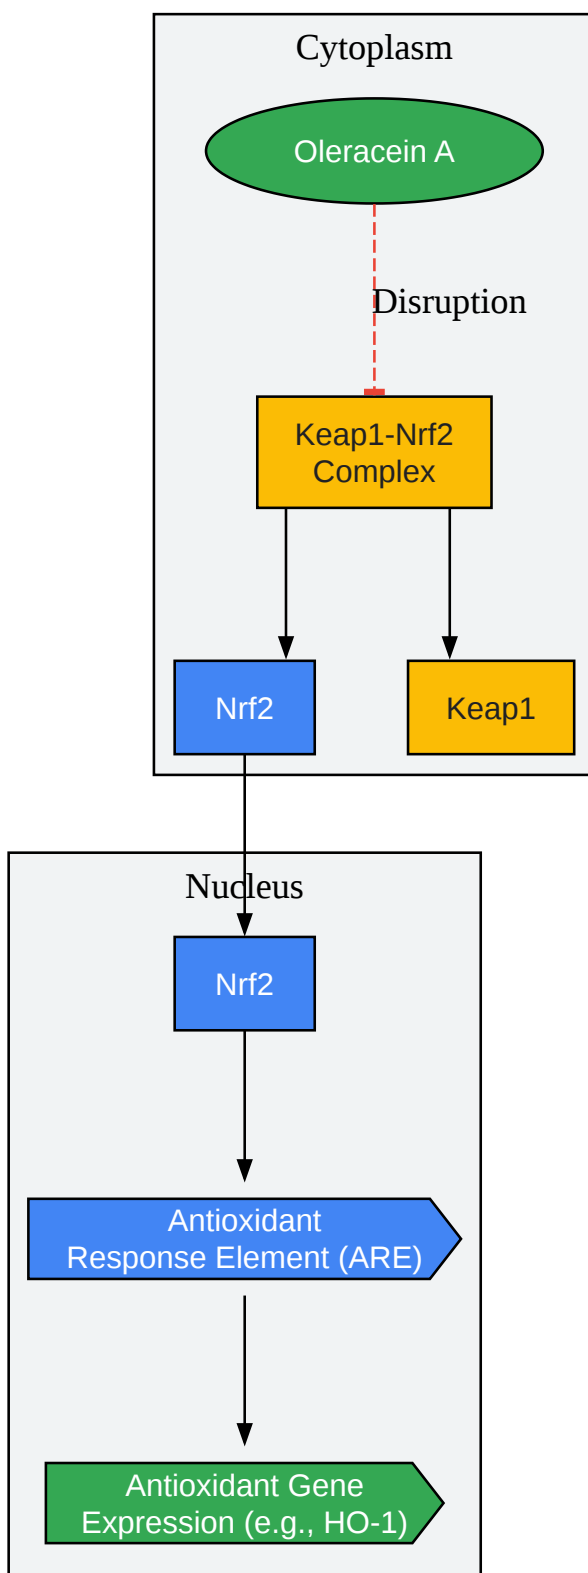 Cytoplasm
Oleracein A
Disruption
Keap1-Nrf2
Complex
Nrf2
Keap1
Nucleus
Nrf2
Antioxidant
Response Element (ARE)
Antioxidant Gene
Expression (e.g., HO-1)